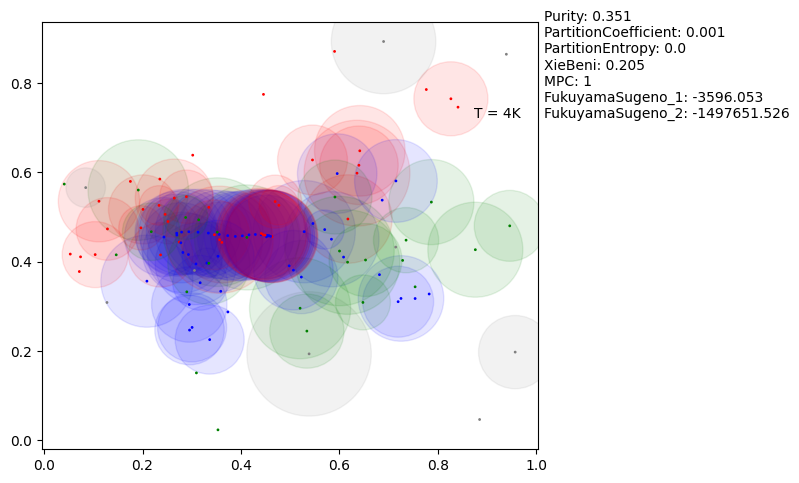 Purity: 0.351
PartitionCoefficient: 0.001
PartitionEntropy: 0.0
XieBeni: 0.205
MPC: 1
FukuyamaSugeno_1: -3596.053
FukuyamaSugeno_2: -1497651.526
T = 4K
0.8
0.6
0.4
0.2
0.0
0.0 0.2 0.4 0.6 0.8 1.0